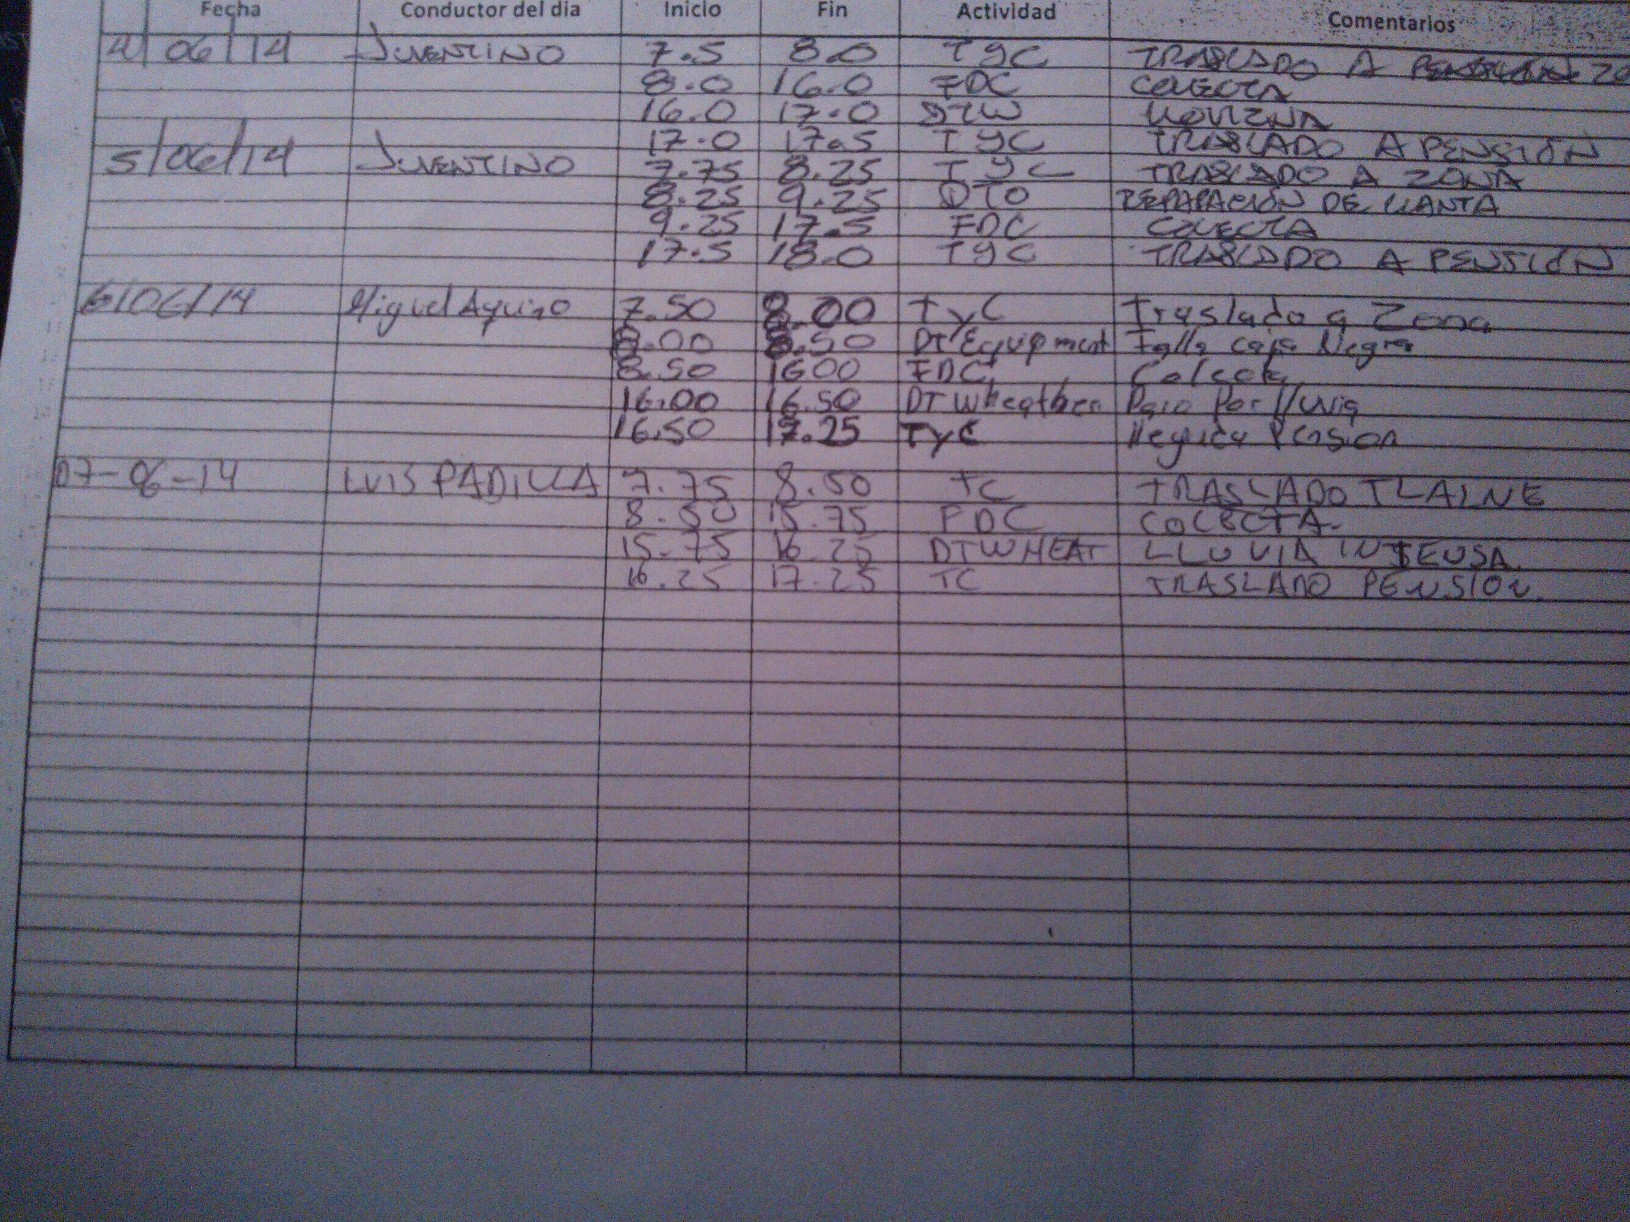 Fecha Conductor del dia Inicio Fin Actividad Comentarios
4/06/14 JUVENTINO 7.5 8.0 TYC TRASLADO A
8.0 16.0 FDC COLECTA
16.0 17.0 DTW LLOVIZNA
17.0 17.5 TYC TRASLADO A PENSIÓN
5/06/14 JUVENTINO 7.75 8.25 TYC TRASLADO A ZONA
8.25 9.25 DTO REPARACIÓN DE LLANTA
9.25 17.5 FDC COLECTA
17.5 18.0 TYC TRASLADO A PENSIÓN
6/06/14 Miguel Aquino 7.50 8.00 TyC Traslado a Zona
8.00 8.50 DT Equipment Falla caja Negra
8.50 16.00 FDC Colecta
16.00 16.50 DT Wheather Paro Por lluvia
16.50 17.25 TyC Pension
07-06-14 LUIS PADILLA 7.75 8.50 TC TRASLADO TLALNE
8.50 15.75 FDC COLECTA.
15.75 16.25 DTWHEAT LLUVIA INTEUSA.
16.25 17.25 TC TRASLADO PENSION.